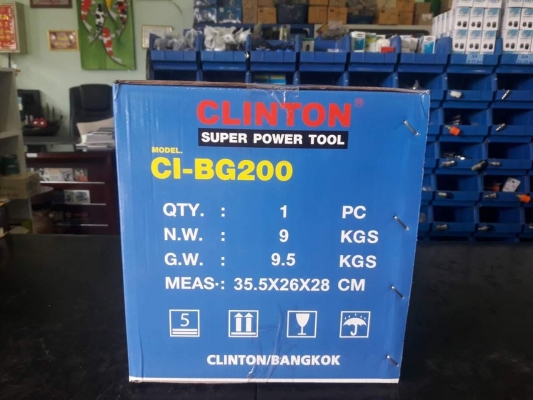 CLINTON®
SUPER POWER TOOL
MODEL.
CI-BG200
QTY. : 1 PC
N.W. : 9 KGS
G.W. : 9.5 KGS
MEAS.: 35.5X26X28 CM
5
CLINTON/BANGKOK